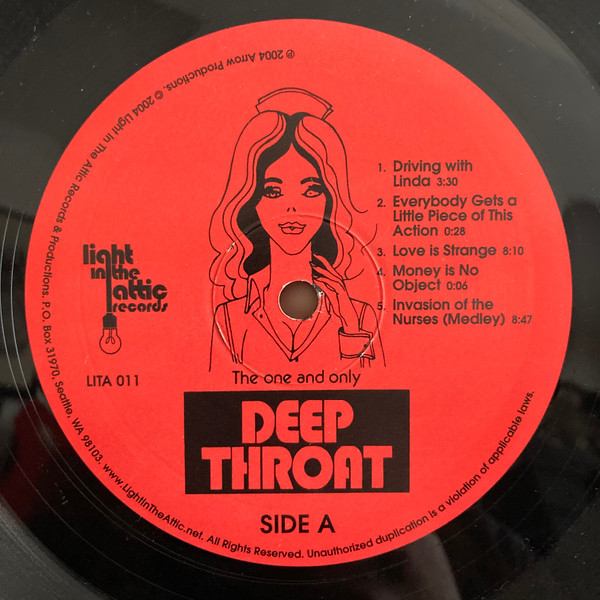 ℗ 2004 Arrow Productions. © 2004 Light In The Attic Records & Productions. P.O. Box 31970, Seattle, WA 98103. www.LightInTheAttic.net. All Rights Reserved. Unauthorized duplication is a violation of applicable laws.
light
in the
attic
records
LITA 011
1. Driving with
Linda 3:30
2. Everybody Gets a
Little Piece of This
Action 0:28
3. Love is Strange 8:10
4. Money is No
Object 0:06
5. Invasion of the
Nurses (Medley) 8:47
The one and only
DEEP
THROAT
SIDE A